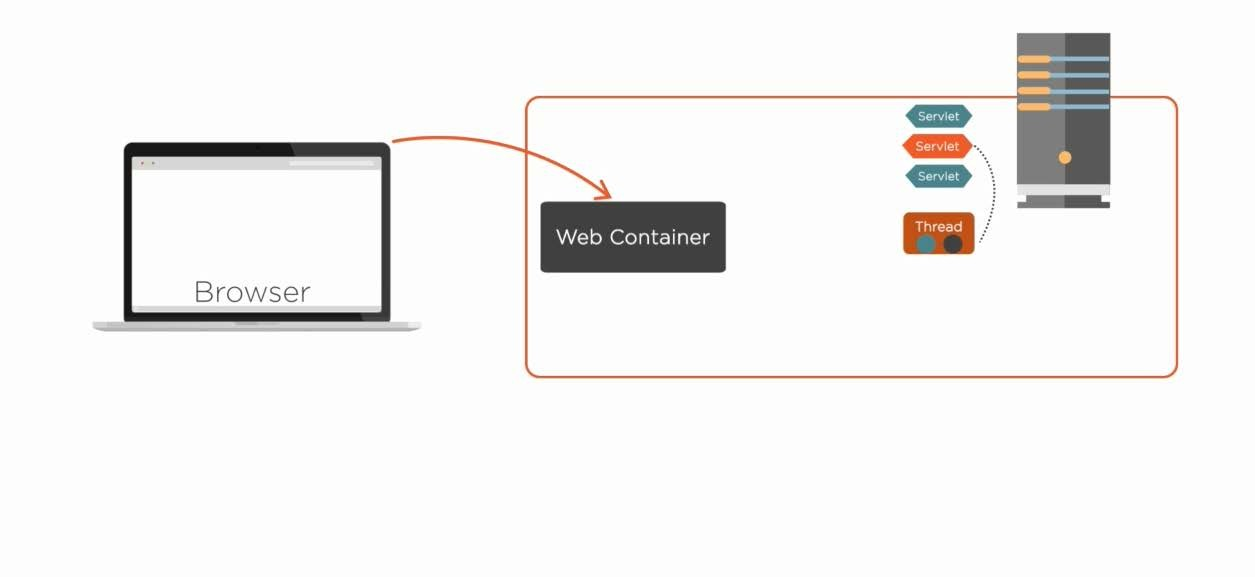 Servlet
Servlet
Servlet
Thread
Web Container
Browser